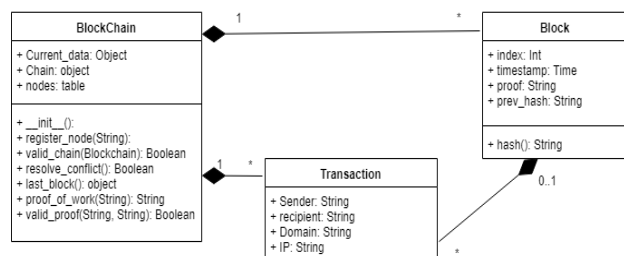 BlockChain
+ Current_data: Object
+ Chain: object
+ nodes: table
+ __init__():
+ register_node(String):
+ valid_chain(Blockchain): Boolean
+ resolve_conflict(): Boolean
+ last_block(): object
+ proof_of_work(String): String
+ valid_proof(String, String): Boolean
1
*
Block
+ index: Int
+ timestamp: Time
+ proof: String
+ prev_hash: String
+ hash(): String
1
*
Transaction
+ Sender: String
+ recipient: String
+ Domain: String
+ IP: String
0..1
*